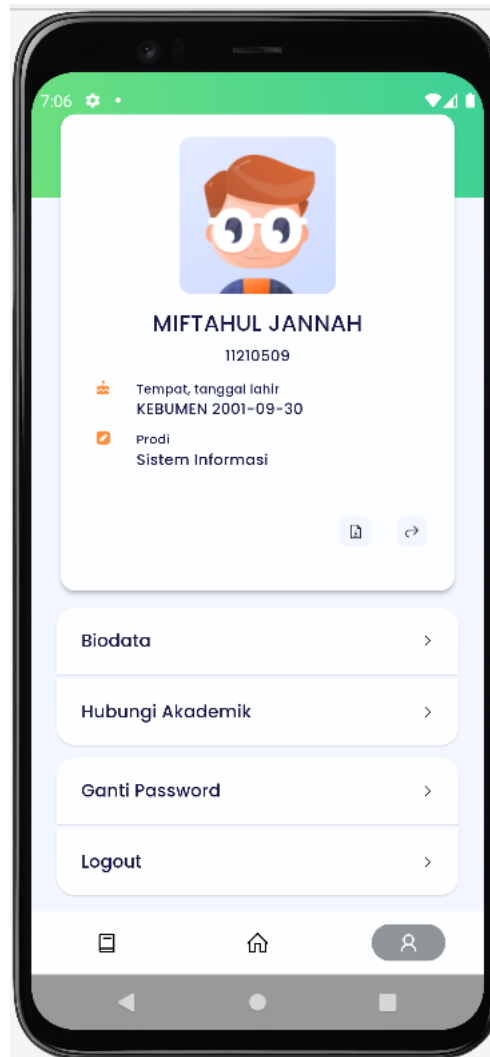 7:06
MIFTAHUL JANNAH
11210509
Tempat, tanggal lahir
KEBUMEN 2001-09-30
Prodi
Sistem Informasi
Biodata
Hubungi Akademik
Ganti Password
Logout